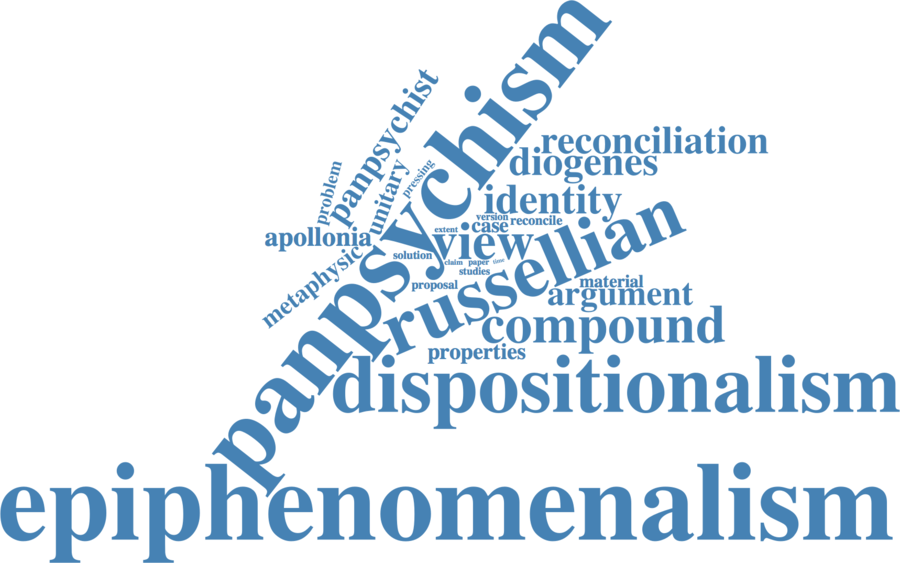 panpsychism
panpsychist
problem
unitary
pressing
reconciliation
diogenes
identity
version
reconcile
case
extent
apollonia
view
russellian
solution
claim
paper
time
studies
metaphysic
proposal
material
argument
compound
properties
dispositionalism
epiphenomenalism